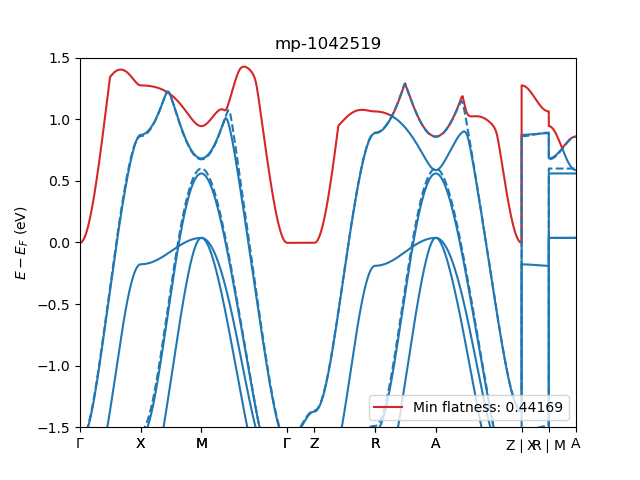 mp-1042519
E − E_F (eV)
1.5
1.0
0.5
0.0
−0.5
−1.0
−1.5
Min flatness: 0.44169
Γ X M Γ Z R A Z | X R | M A